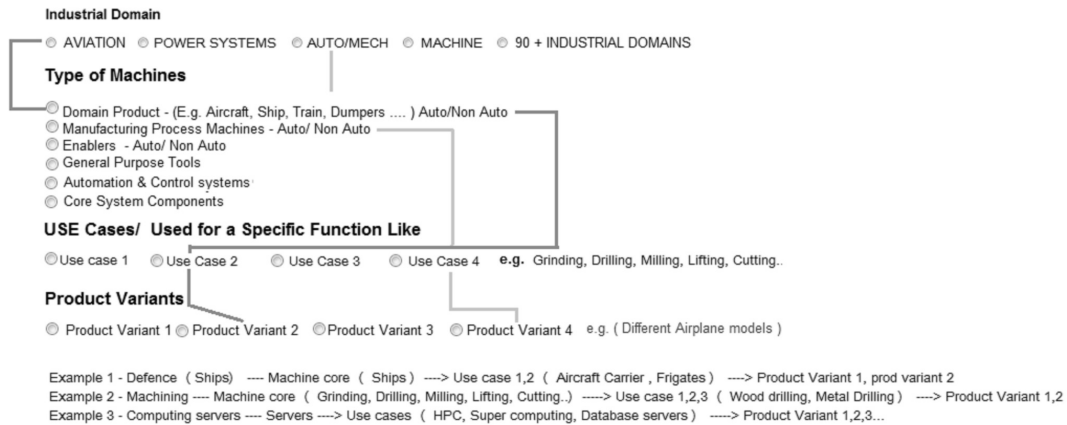 Industrial Domain
AVIATION POWER SYSTEMS AUTO/MECH MACHINE 90 + INDUSTRIAL DOMAINS
Type of Machines
Domain Product - (E.g. Aircraft, Ship, Train, Dumpers .... ) Auto/Non Auto
Manufacturing Process Machines - Auto/ Non Auto
Enablers - Auto/ Non Auto
General Purpose Tools
Automation & Control systems
Core System Components
USE Cases/ Used for a Specific Function Like
Use case 1 Use Case 2 Use Case 3 Use Case 4 e.g. Grinding, Drilling, Milling, Lifting, Cutting..
Product Variants
Product Variant 1 Product Variant 2 Product Variant 3 Product Variant 4 e.g. ( Different Airplane models )
Example 1 - Defence ( Ships) ---- Machine core ( Ships ) ----> Use case 1,2 ( Aircraft Carrier , Frigates ) ----> Product Variant 1, prod variant 2
Example 2 - Machining ---- Machine core ( Grinding, Drilling, Milling, Lifting, Cutting..) -----> Use case 1,2,3 ( Wood drilling, Metal Drilling ) ----> Product Variant 1,2
Example 3 - Computing servers ---- Servers ----> Use cases ( HPC, Super computing, Database servers ) -----> Product Variant 1,2,3...